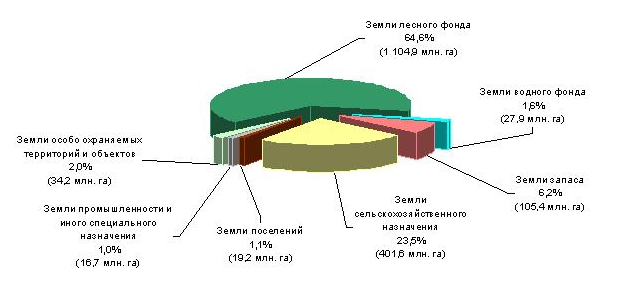 Земли лесного фонда
64,6%
(1 104,9 млн. га)
Земли водного фонда
1,6%
(27,9 млн. га)
Земли запаса
6,2%
(105,4 млн. га)
Земли
сельскохозяйственного
назначения
23,5%
(401,6 млн. га)
Земли поселений
1,1%
(19,2 млн. га)
Земли промышленности и
иного специального
назначения
1,0%
(16,7 млн. га)
Земли особо охраняемых
территорий и объектов
2,0%
(34,2 млн. га)